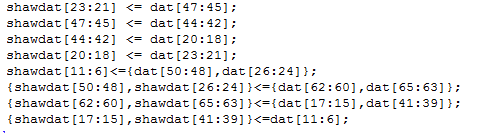 shawdat[23:21] <= dat[47:45];
shawdat[47:45] <= dat[44:42];
shawdat[44:42] <= dat[20:18];
shawdat[20:18] <= dat[23:21];
shawdat[11:6]<={dat[50:48],dat[26:24]};
{shawdat[50:48],shawdat[26:24]}<={dat[62:60],dat[65:63]};
{shawdat[62:60],shawdat[65:63]}<={dat[17:15],dat[41:39]};
{shawdat[17:15],shawdat[41:39]}<=dat[11:6];